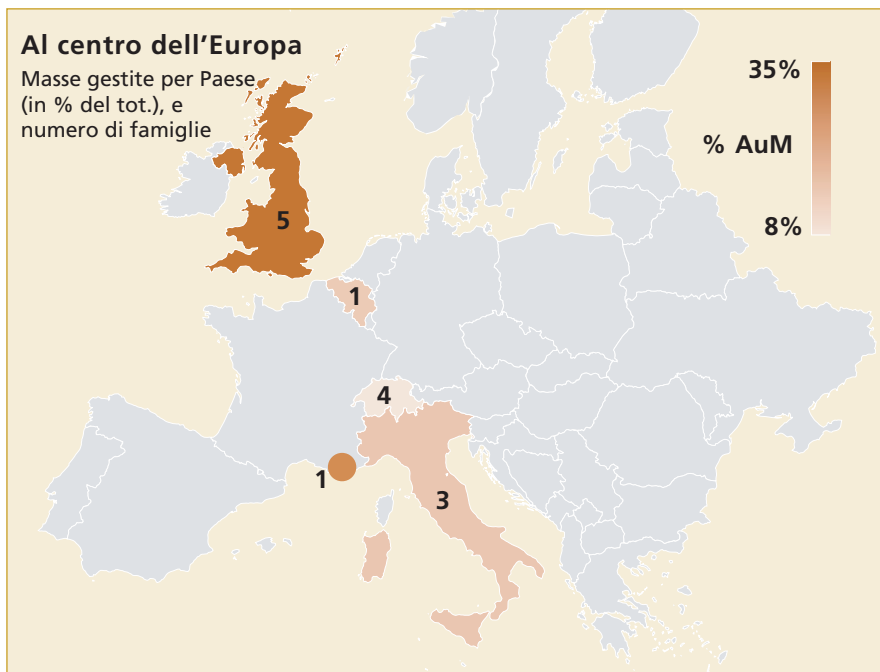 Al centro dell’Europa
Masse gestite per Paese
(in % del tot.), e
numero di famiglie
35%
% AuM
8%
5
1
4
1
3